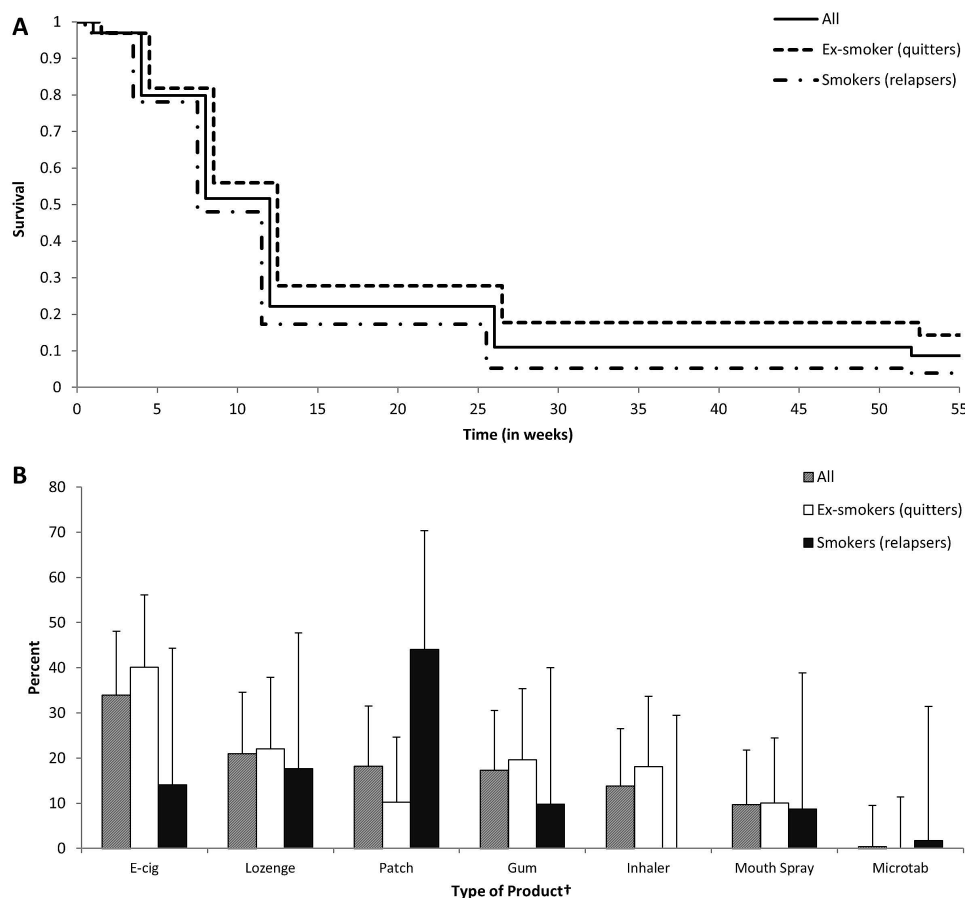 A
All
Ex-smoker (quitters)
Smokers (relapsers)
1
0.9
0.8
0.7
0.6
0.5
0.4
0.3
0.2
0.1
0
Survival
0 5 10 15 20 25 30 35 40 45 50 55
Time (in weeks)
B
All
Ex-smokers (quitters)
Smokers (relapsers)
80
70
60
50
40
30
20
10
0
Percent
E-cig Lozenge Patch Gum Inhaler Mouth Spray Microtab
Type of Product†